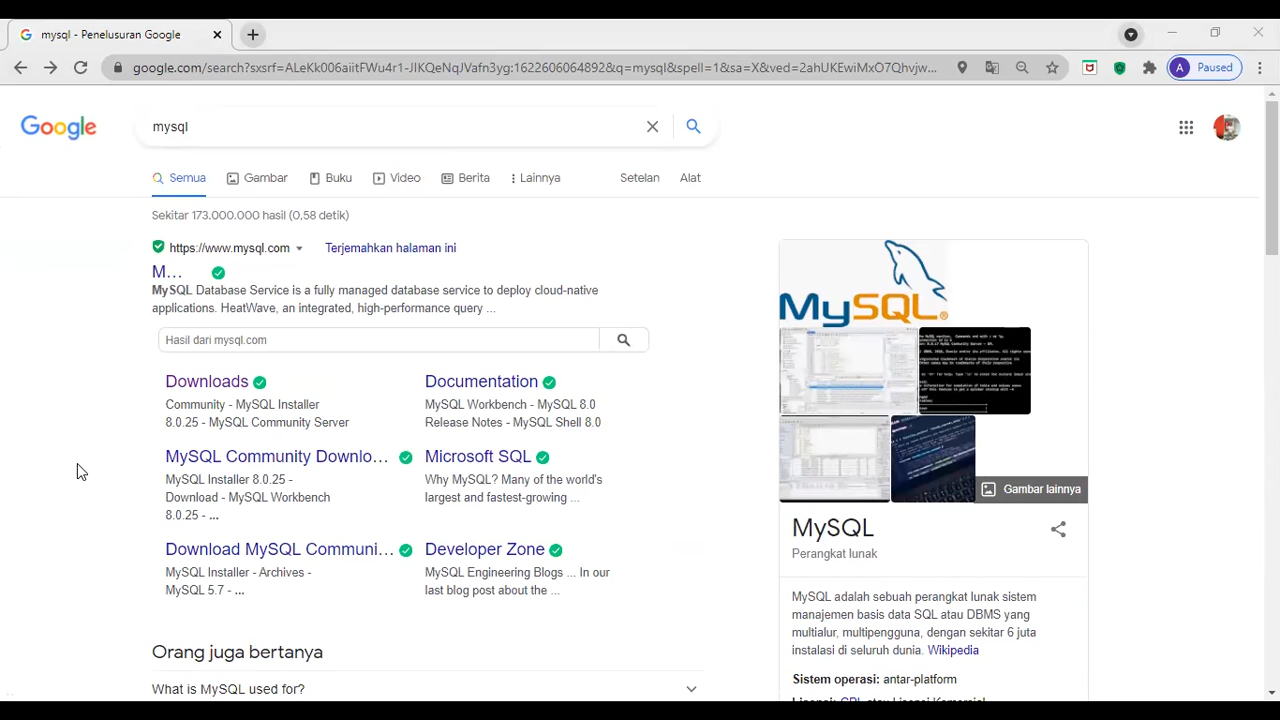 mysql - Penelusuran Google
google.com/search?sxsrf=ALeKk006aiitFWu4r1-JIKQeNqJVafn3yg:1622606064892&q=mysql&spell=1&sa=X&ved=2ahUKEwiMxO7Qhvjw...
A Paused
Google
mysql
Semua Gambar Buku Video Berita Lainnya Setelan Alat
Sekitar 173.000.000 hasil (0,58 detik)
https://www.mysql.com Terjemahkan halaman ini
M...
MySQL Database Service is a fully managed database service to deploy cloud-native
applications. HeatWave, an integrated, high-performance query ...
Hasil dari mysql.com
Downloads
Community - MySQL Installer
8.0.25 - MySQL Community Server
Documentation
MySQL Workbench - MySQL 8.0
Release Notes - MySQL Shell 8.0
MySQL Community Downlo...
MySQL Installer 8.0.25 -
Download - MySQL Workbench
8.0.25 - ...
Microsoft SQL
Why MySQL? Many of the world's
largest and fastest-growing ...
Download MySQL Communi...
MySQL Installer - Archives -
MySQL 5.7 - ...
Developer Zone
MySQL Engineering Blogs ... In our
last blog post about the ...
Orang juga bertanya
What is MySQL used for?
MySQL®
Gambar lainnya
MySQL
Perangkat lunak
MySQL adalah sebuah perangkat lunak sistem
manajemen basis data SQL atau DBMS yang
multialur, multipengguna, dengan sekitar 6 juta
instalasi di seluruh dunia. Wikipedia
Sistem operasi: antar-platform
Lisensi: GPL atau Lisensi Komersial